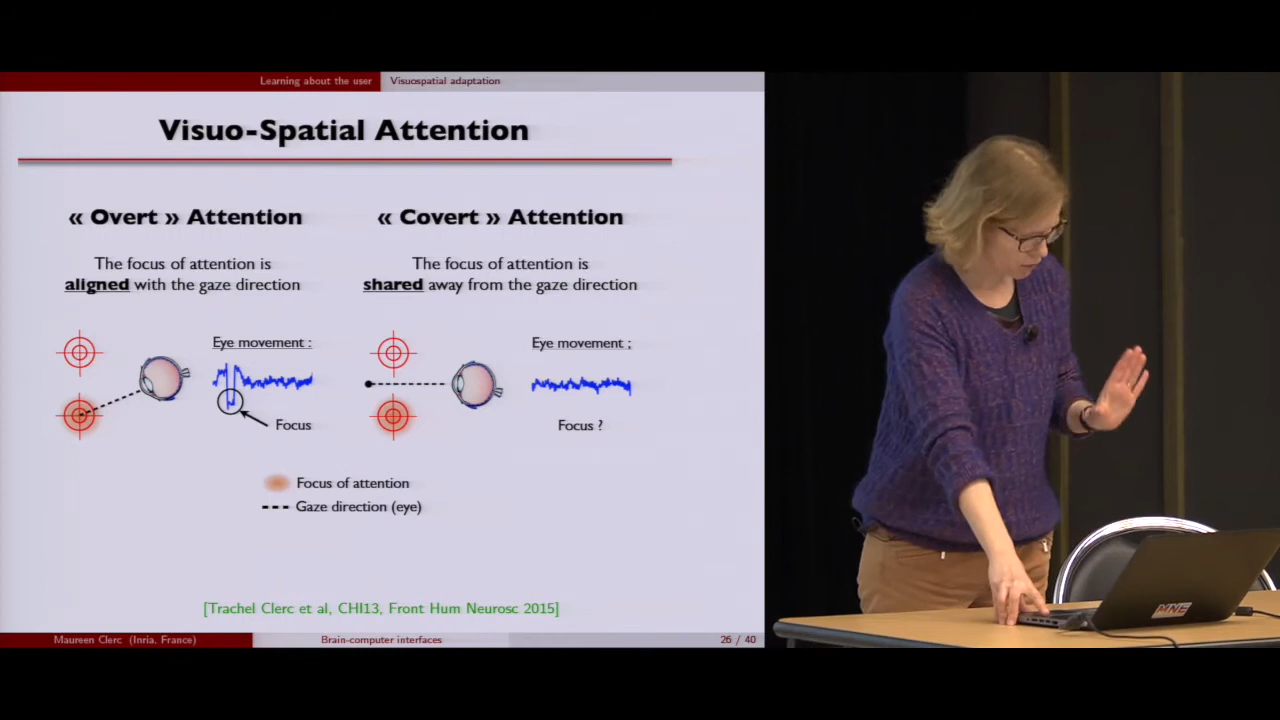 Learning about the user
Visuospatial adaptation
Visuo-Spatial Attention
« Overt » Attention
The focus of attention is
aligned with the gaze direction
Eye movement :
Focus
« Covert » Attention
The focus of attention is
shared away from the gaze direction
Eye movement :
Focus ?
Focus of attention
Gaze direction (eye)
[Trachel Clerc et al, CHI13, Front Hum Neurosc 2015]
Maureen Clerc (Inria, France)
Brain-computer interfaces
26 / 40
MNE